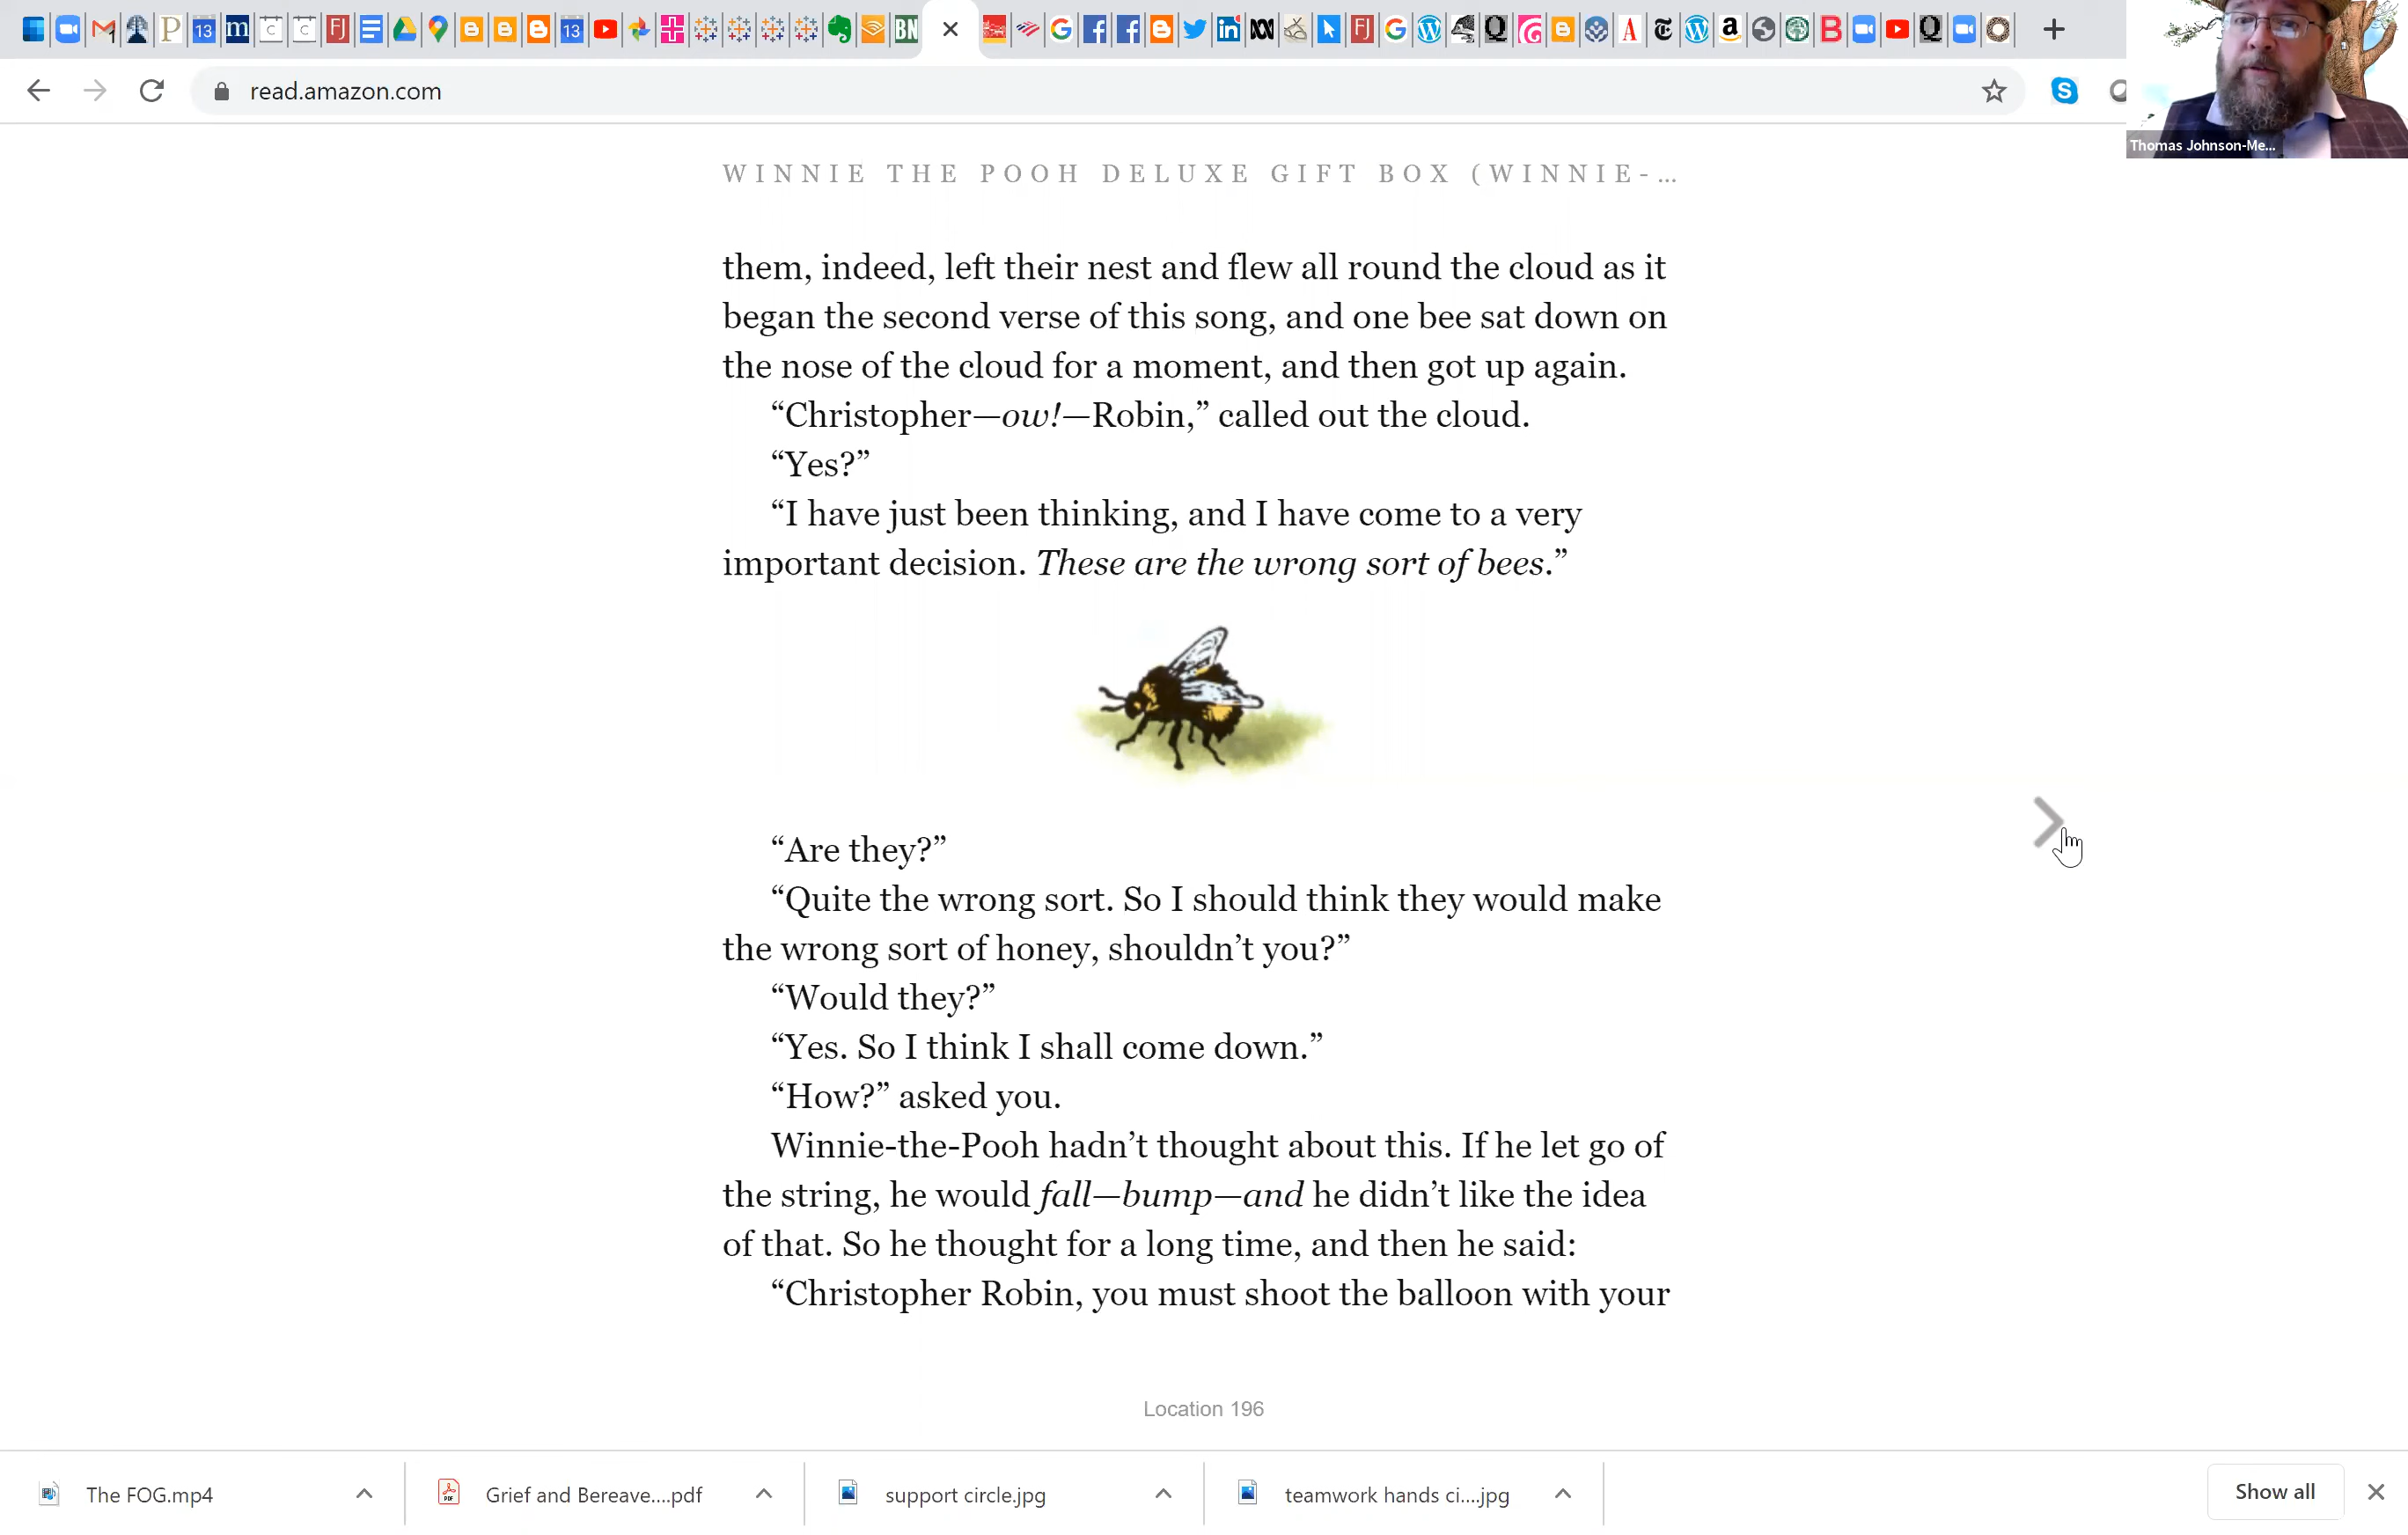 13
P
13
m
C
C
FJ
BN
G
FJ
G
Q
A
a
B
Q
read.amazon.com
Thomas Johnson-Me...
WINNIE THE POOH DELUXE GIFT BOX (WINNIE-...
them, indeed, left their nest and flew all round the cloud as it
began the second verse of this song, and one bee sat down on
the nose of the cloud for a moment, and then got up again.
“Christopher—ow!—Robin,” called out the cloud.
“Yes?”
“I have just been thinking, and I have come to a very
important decision. These are the wrong sort of bees.”
“Are they?”
“Quite the wrong sort. So I should think they would make
the wrong sort of honey, shouldn’t you?”
“Would they?”
“Yes. So I think I shall come down.”
“How?” asked you.
Winnie-the-Pooh hadn’t thought about this. If he let go of
the string, he would fall—bump—and he didn’t like the idea
of that. So he thought for a long time, and then he said:
“Christopher Robin, you must shoot the balloon with your
Location 196
The FOG.mp4
Grief and Bereave....pdf
support circle.jpg
teamwork hands ci....jpg
Show all